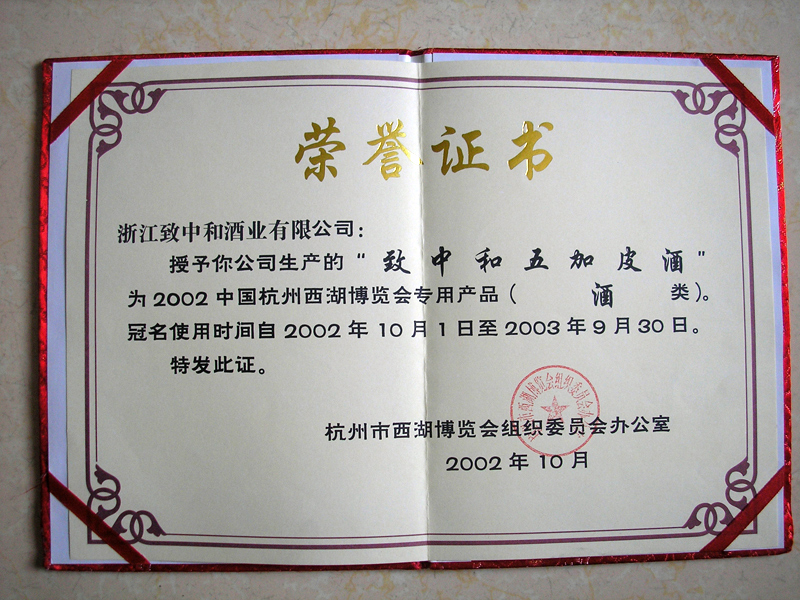 荣誉证书
浙江致中和酒业有限公司：
授予你公司生产的“致中和五加皮酒”
为2002中国杭州西湖博览会专用产品（ 酒 类）。
冠名使用时间自2002年10月1日至2003年9月30日。
特发此证。
杭州市西湖博览会组织委员会办公室
2002年10月